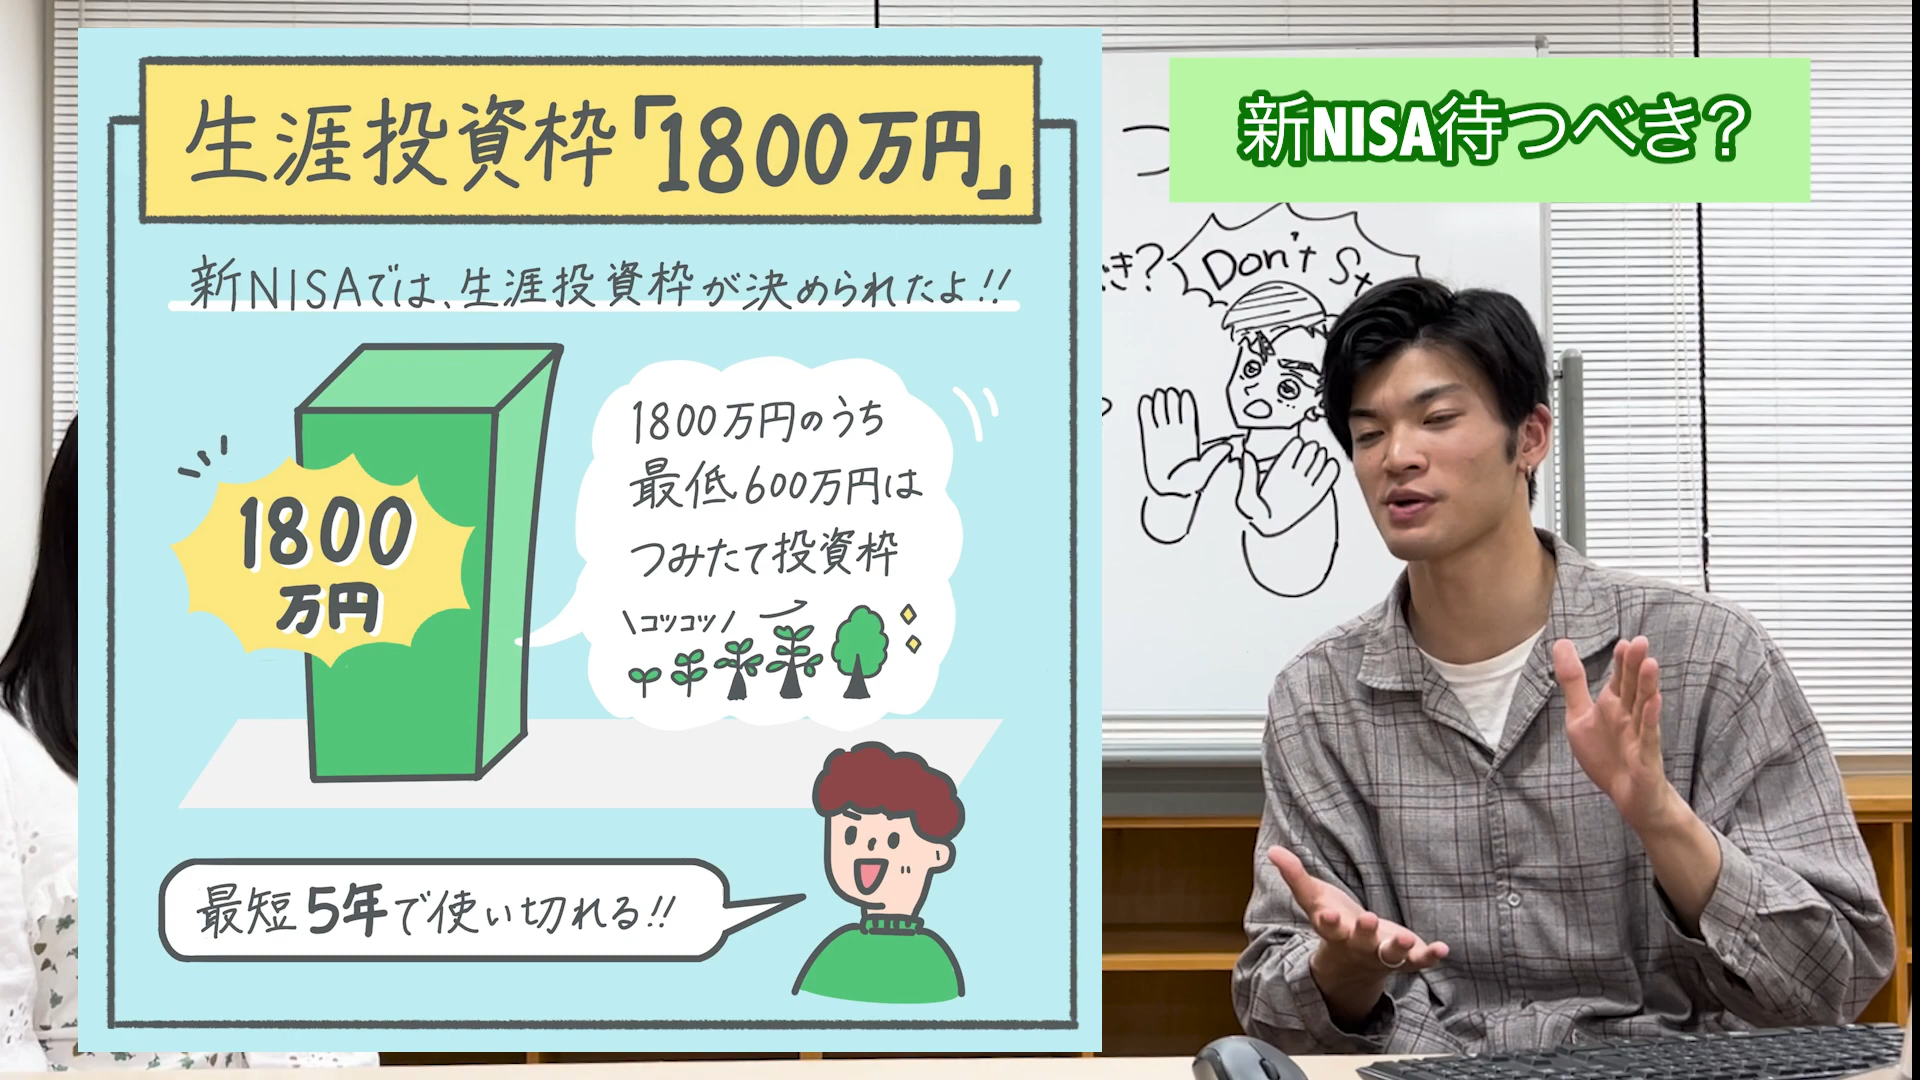 生涯投資枠「1800万円」
新NISAでは、生涯投資枠が決められたよ!!
1800万円のうち
最低600万円は
つみたて投資枠
\コツコツ/
1800
万円
最短5年で使い切れる!!
新NISA待つべき?
き?
Don't St